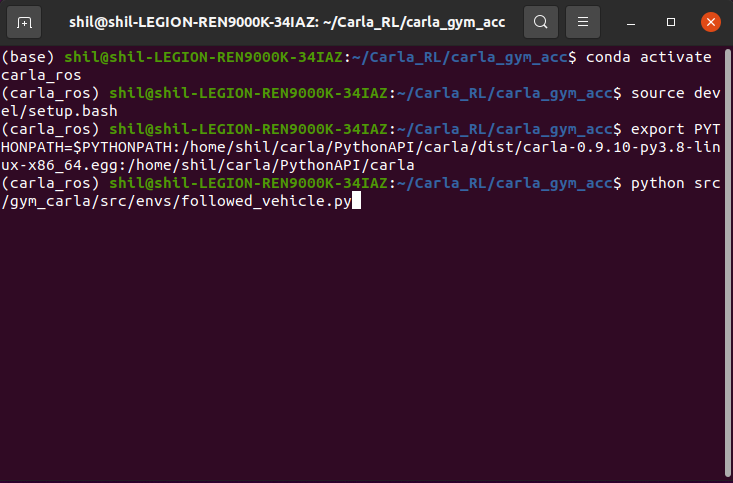 shil@shil-LEGION-REN9000K-34IAZ: ~/Carla_RL/carla_gym_acc
(base) shil@shil-LEGION-REN9000K-34IAZ:~/Carla_RL/carla_gym_acc$ conda activate
carla_ros
(carla_ros) shil@shil-LEGION-REN9000K-34IAZ:~/Carla_RL/carla_gym_acc$ source dev
el/setup.bash
(carla_ros) shil@shil-LEGION-REN9000K-34IAZ:~/Carla_RL/carla_gym_acc$ export PYT
HONPATH=$PYTHONPATH:/home/shil/carla/PythonAPI/carla/dist/carla-0.9.10-py3.8-lin
ux-x86_64.egg:/home/shil/carla/PythonAPI/carla
(carla_ros) shil@shil-LEGION-REN9000K-34IAZ:~/Carla_RL/carla_gym_acc$ python src
/gym_carla/src/envs/followed_vehicle.py